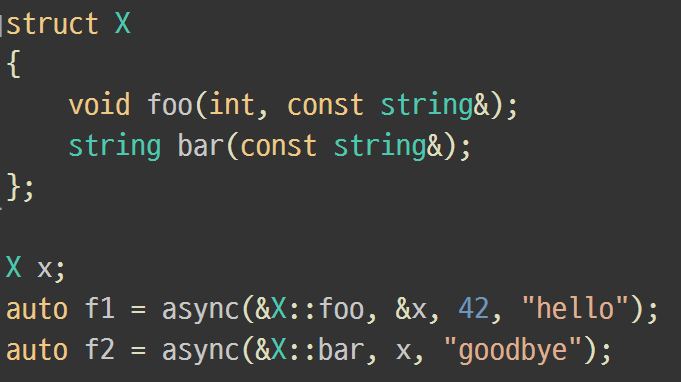 struct X
{
    void foo(int, const string&);
    string bar(const string&);
};

X x;
auto f1 = async(&X::foo, &x, 42, "hello");
auto f2 = async(&X::bar, x, "goodbye");